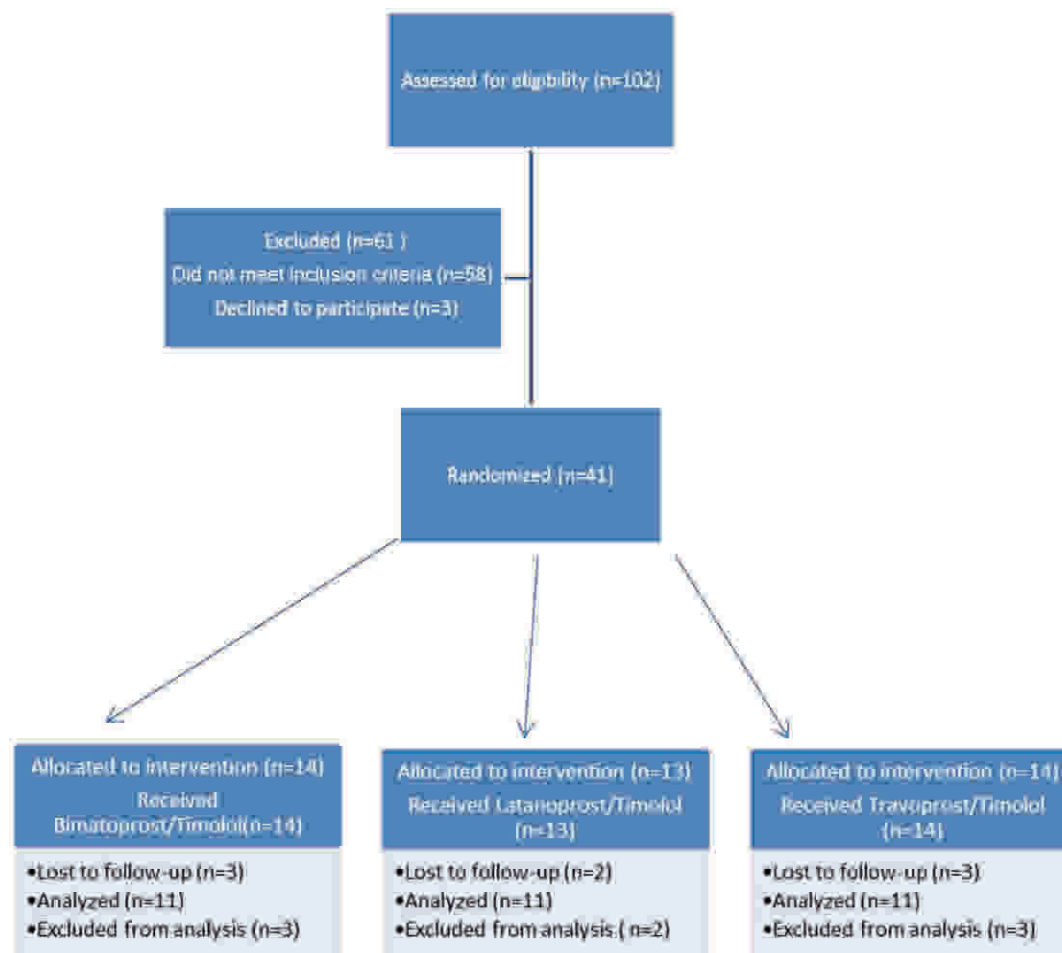 Assessed for eligibility (n=102)
Excluded (n=61 )
Did not meet Inclusion criteria (n=58)
Declined to participate (n=3)
Randomized (n=41)
Allocated to intervention (n=14)
Received
Bimatoprost/Timolol(n=14)
•Lost to follow-up (n=3)
•Analyzed (n=11)
•Excluded from analysis (n=3)
Allocated to intervention (n=13)
Received Latanoprost/Timolol
(n=13)
•Lost to follow-up (n=2)
•Analyzed (n=11)
•Excluded from analysis ( n=2)
Allocated to intervention (n=14)
Received Travoprost/Timolol
(n=14)
•Lost to follow-up (n=3)
•Analyzed (n=11)
•Excluded from analysis (n=3)